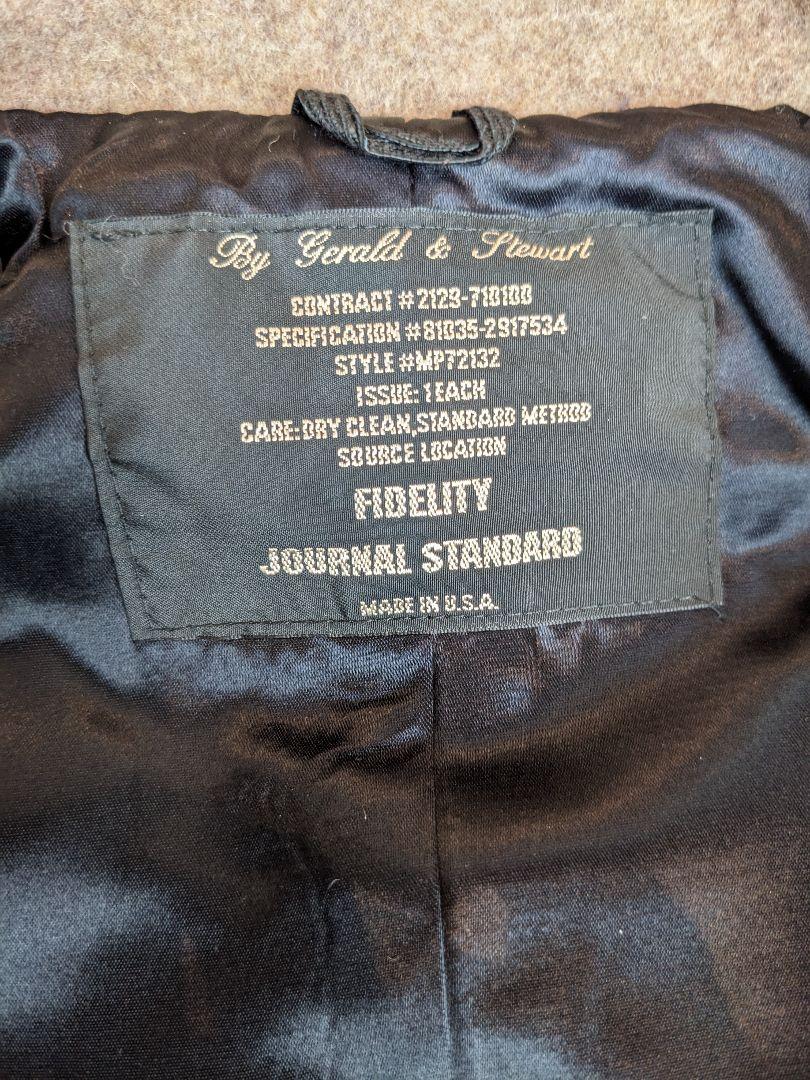 By Gerald & Stewart
CONTRACT #2129-710100
SPECIFICATION #81035-2917534
STYLE #MP72132
ISSUE: 1 EACH
CARE:DRY CLEAN,STANDARD METHOD
SOURCE LOCATION
FIDELITY
JOURNAL STANDARD
MADE IN U.S.A.